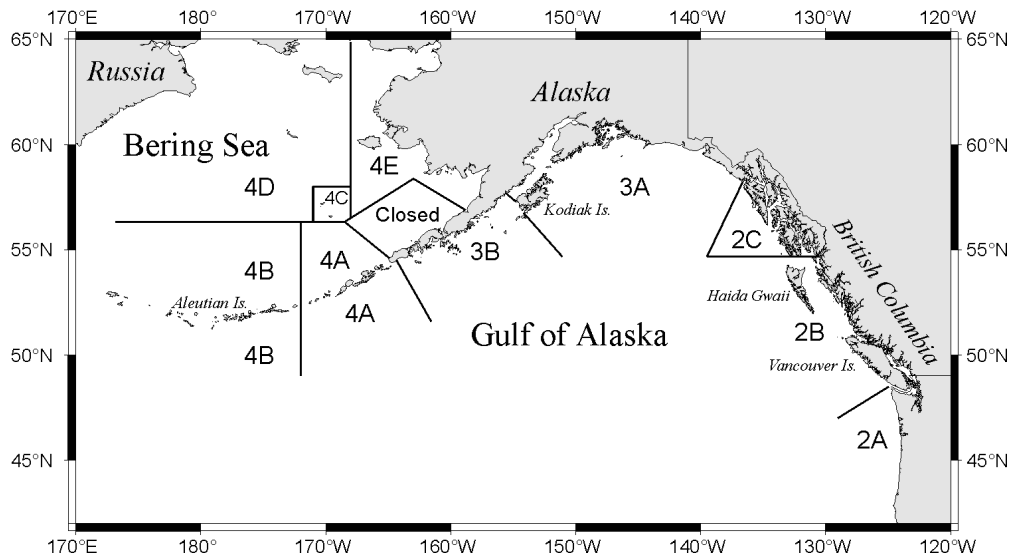 170°E 180° 170°W 160°W 150°W 140°W 130°W 120°W
65°N 65°N
Russia
Alaska
60°N 60°N
Bering Sea
4E
4D
4C
3A
Closed
Kodiak Is.
55°N 55°N
3B
2C
British Columbia
4A
4B
Haida Gwaii
Aleutian Is.
4A
2B
Gulf of Alaska
50°N 50°N
4B
Vancouver Is.
2A
45°N 45°N
170°E 180° 170°W 160°W 150°W 140°W 130°W 120°W